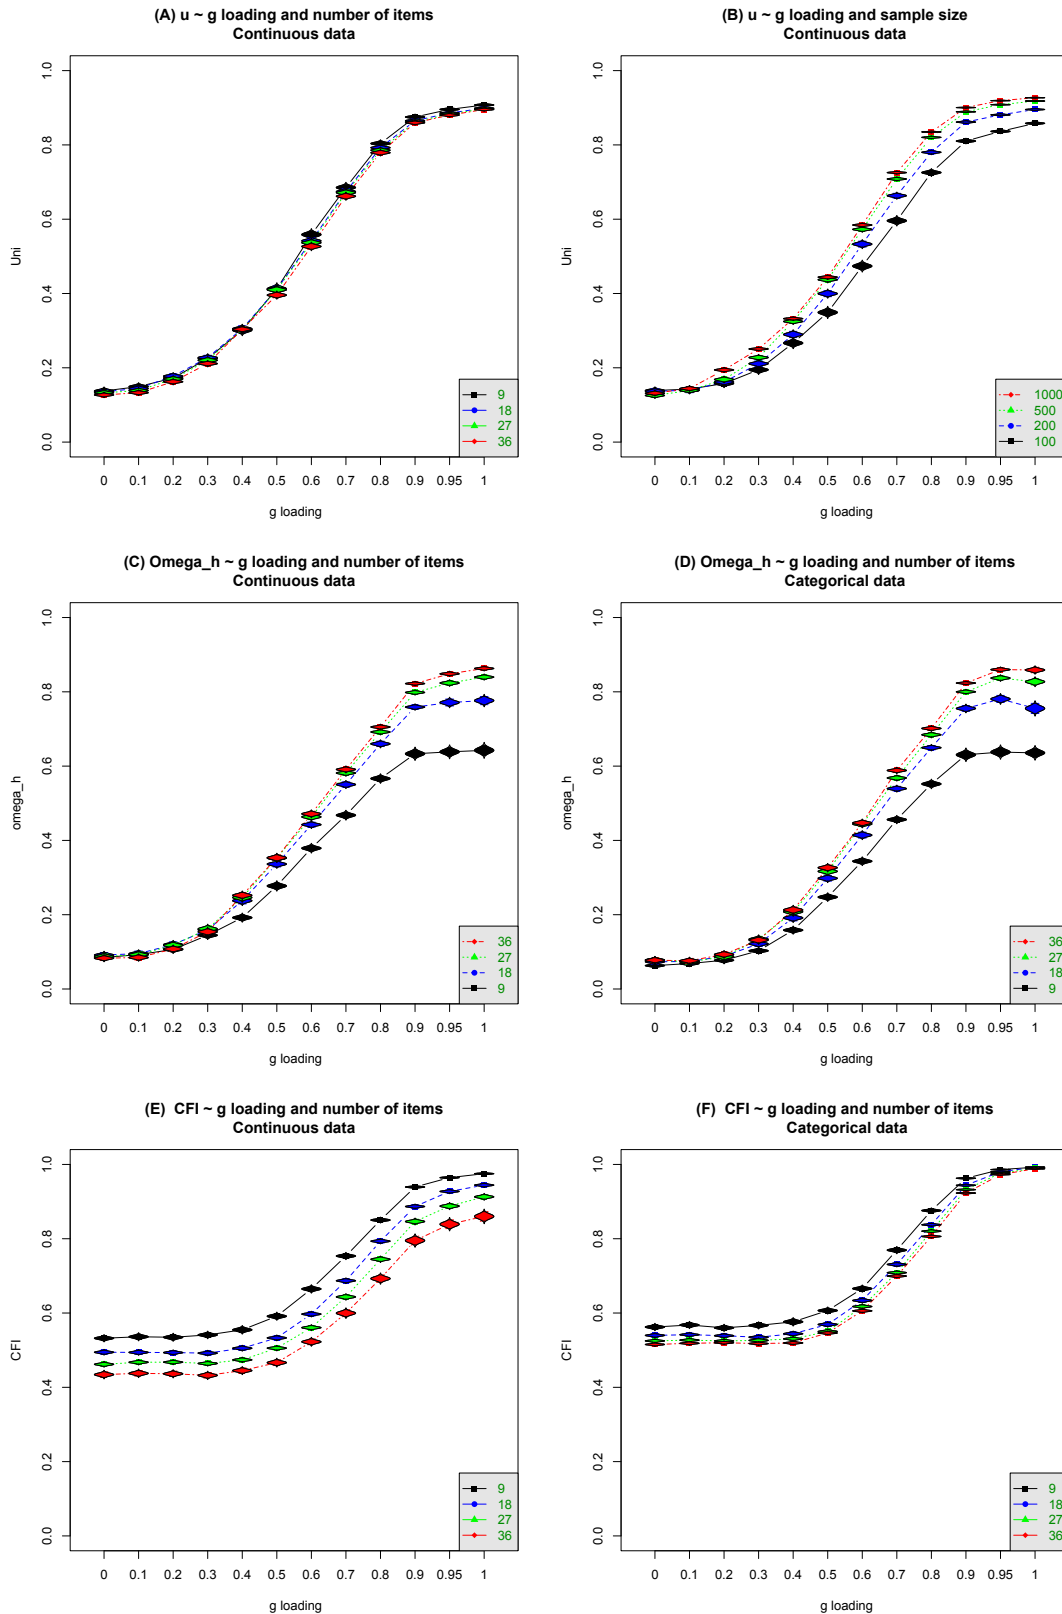 (A) u ~ g loading and number of items
Continuous data
Uni
0.0 0.2 0.4 0.6 0.8 1.0
0 0.1 0.2 0.3 0.4 0.5 0.6 0.7 0.8 0.9 0.95 1
g loading
9
18
27
36
(B) u ~ g loading and sample size
Continuous data
Uni
0.0 0.2 0.4 0.6 0.8 1.0
0 0.1 0.2 0.3 0.4 0.5 0.6 0.7 0.8 0.9 0.95 1
g loading
1000
500
200
100
(C) Omega_h ~ g loading and number of items
Continuous data
omega_h
0.0 0.2 0.4 0.6 0.8 1.0
0 0.1 0.2 0.3 0.4 0.5 0.6 0.7 0.8 0.9 0.95 1
g loading
36
27
18
9
(D) Omega_h ~ g loading and number of items
Categorical data
omega_h
0.0 0.2 0.4 0.6 0.8 1.0
0 0.1 0.2 0.3 0.4 0.5 0.6 0.7 0.8 0.9 0.95 1
g loading
36
27
18
9
(E) CFI ~ g loading and number of items
Continuous data
CFI
0.0 0.2 0.4 0.6 0.8 1.0
0 0.1 0.2 0.3 0.4 0.5 0.6 0.7 0.8 0.9 0.95 1
g loading
9
18
27
36
(F) CFI ~ g loading and number of items
Categorical data
CFI
0.0 0.2 0.4 0.6 0.8 1.0
0 0.1 0.2 0.3 0.4 0.5 0.6 0.7 0.8 0.9 0.95 1
g loading
9
18
27
36